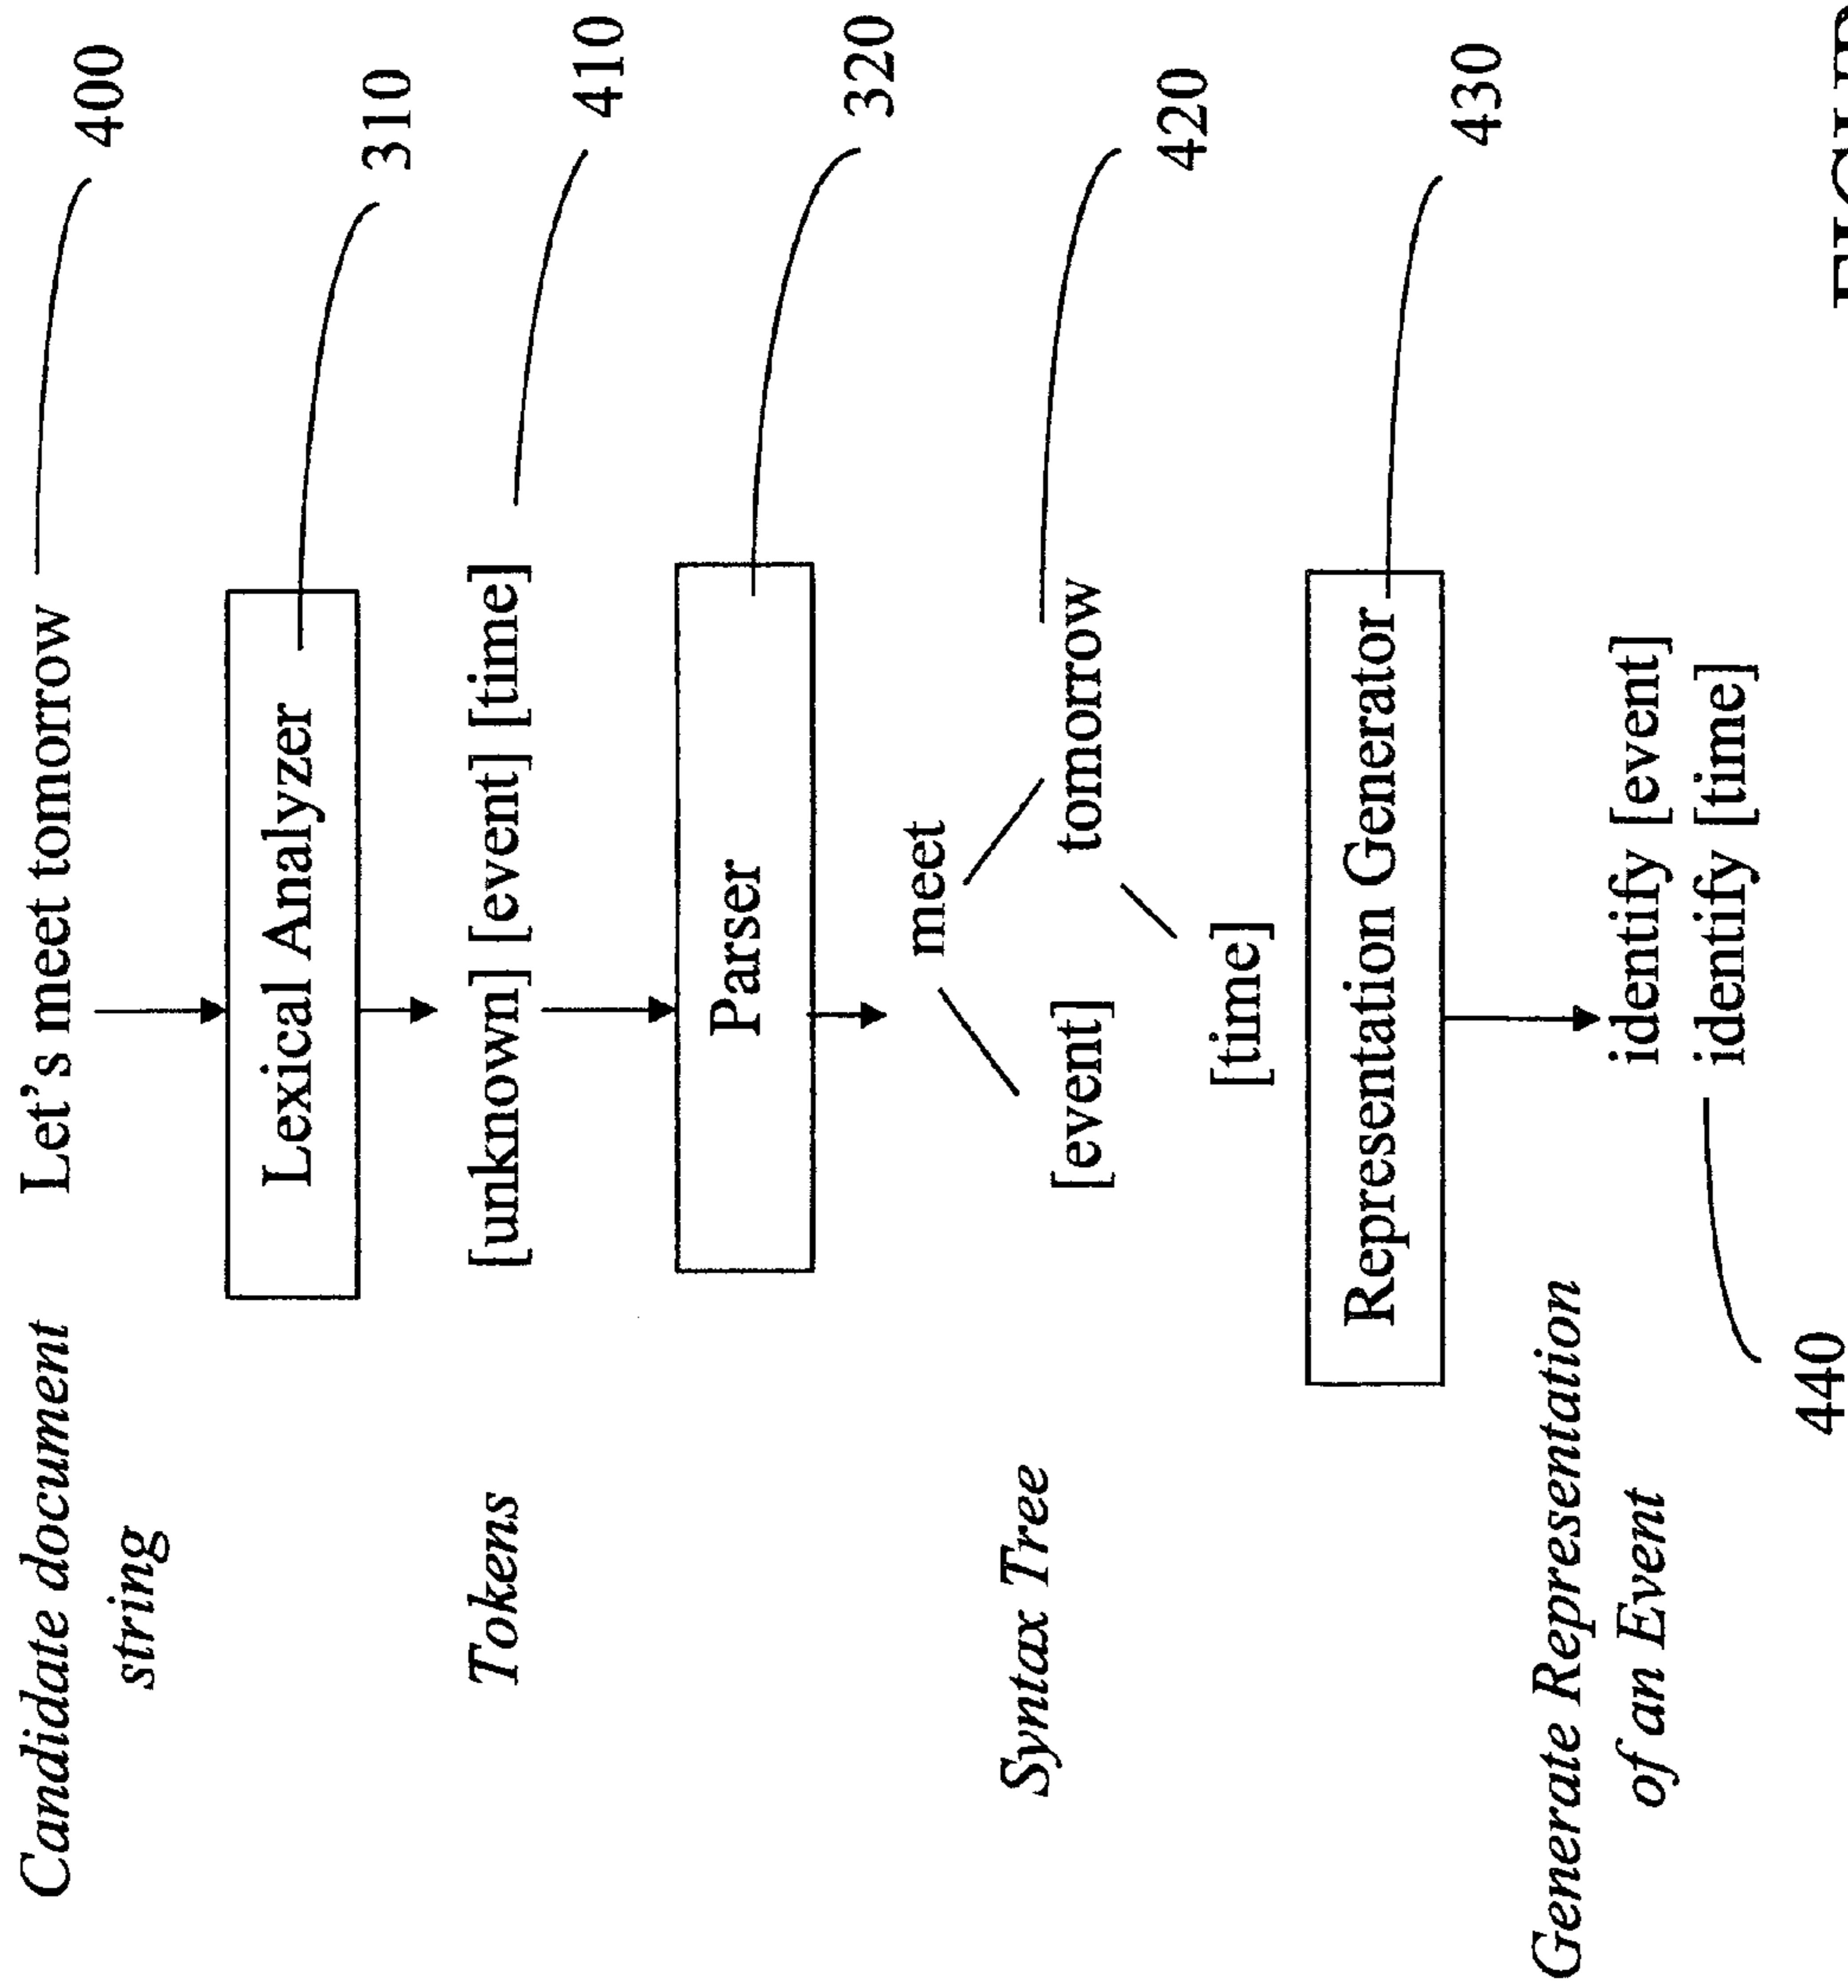 Candidate document
string
Let's meet tomorrow
400
Lexical Analyzer
310
Tokens
[unknown] [event] [time]
410
Parser
320
Syntax Tree
meet
[event]
tomorrow
[time]
420
Representation Generator
430
Generate Representation
of an Event
identify [event]
identify [time]
440